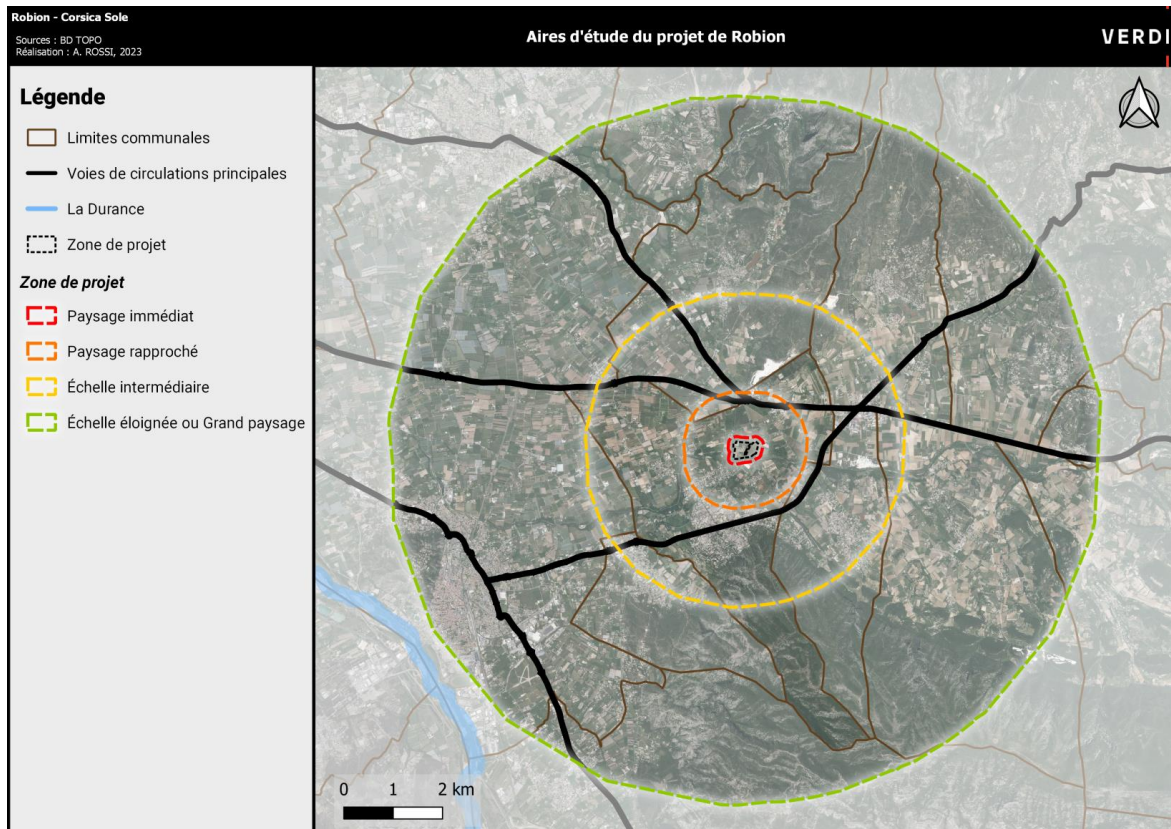 Robion - Corsica Sole
Sources : BD TOPO
Réalisation : A. ROSSI, 2023
Aires d'étude du projet de Robion
VERDI
Légende
Limites communales
Voies de circulations principales
La Durance
Zone de projet
Zone de projet
Paysage immédiat
Paysage rapproché
Échelle intermédiaire
Échelle éloignée ou Grand paysage
0 1 2 km